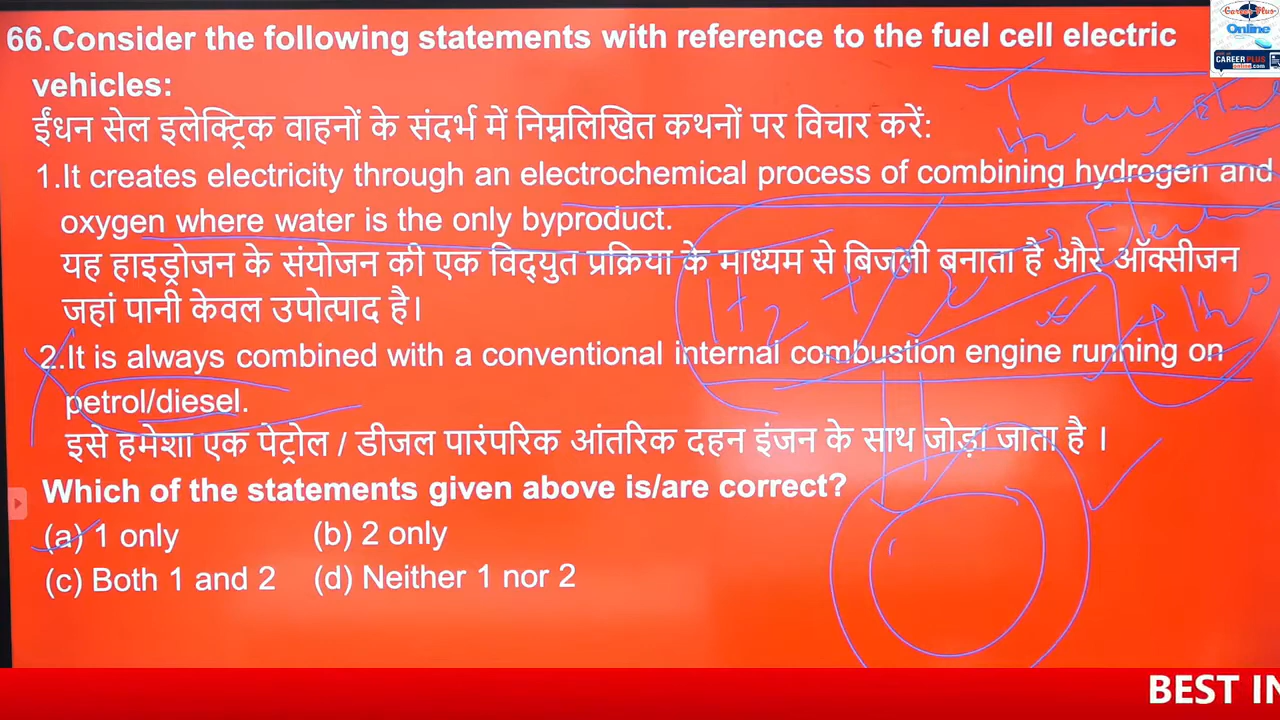 66.Consider the following statements with reference to the fuel cell electric
vehicles:
ईंधन सेल इलेक्ट्रिक वाहनों के संदर्भ में निम्नलिखित कथनों पर विचार करें:
1.It creates electricity through an electrochemical process of combining hydrogen and
oxygen where water is the only byproduct.
यह हाइड्रोजन के संयोजन की एक विद्युत प्रक्रिया के माध्यम से बिजली बनाता है और ऑक्सीजन
जहां पानी केवल उपोत्पाद है।
2.It is always combined with a conventional internal combustion engine running on
petrol/diesel.
इसे हमेशा एक पेट्रोल / डीजल पारंपरिक आंतरिक दहन इंजन के साथ जोड़ा जाता है ।
Which of the statements given above is/are correct?
(a) 1 only (b) 2 only
(c) Both 1 and 2 (d) Neither 1 nor 2
Career Plus
Online
CAREER PLUS
H2 +
BEST IN